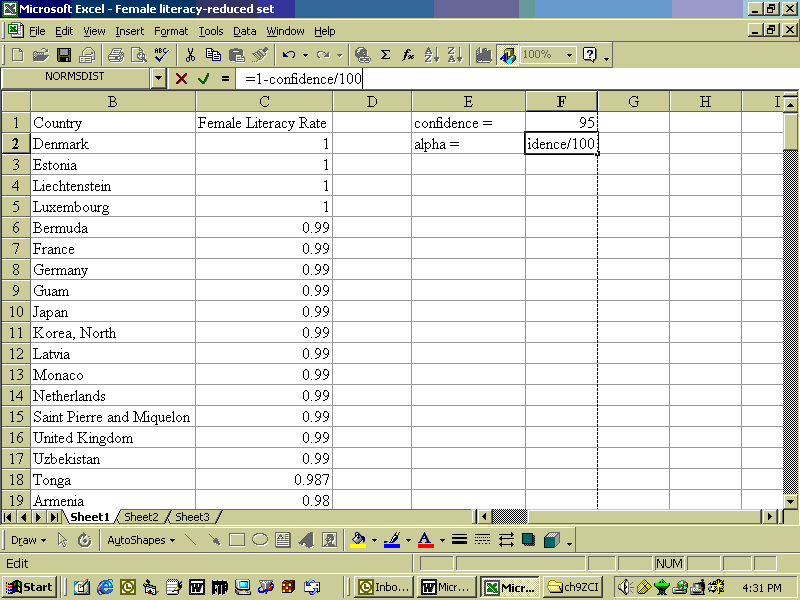 Microsoft Excel - Female literacy-reduced set
File Edit View Insert Format Tools Data Window Help
ABC 100%
NORMSDIST =1-confidence/100
B C D E F G H I
1 Country Female Literacy Rate confidence = 95
2 Denmark 1 alpha = idence/100
3 Estonia 1
4 Liechtenstein 1
5 Luxembourg 1
6 Bermuda 0.99
7 France 0.99
8 Germany 0.99
9 Guam 0.99
10 Japan 0.99
11 Korea, North 0.99
12 Latvia 0.99
13 Monaco 0.99
14 Netherlands 0.99
15 Saint Pierre and Miquelon 0.99
16 United Kingdom 0.99
17 Uzbekistan 0.99
18 Tonga 0.987
19 Armenia 0.98
Sheet1 Sheet2 Sheet3
Draw AutoShapes
Edit NUM
Start Inbo... Micr... Micr... ch9ZCI 4:31 PM